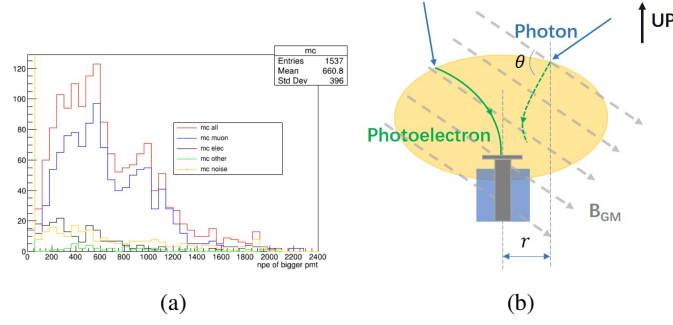 mc
Entries 1537
Mean 660.8
Std Dev 396
120
100
80
60
40
20
0
mc all
mc muon
mc elec
mc other
mc noise
0 200 400 600 800 1000 1200 1400 1600 1800 2000 2200 2400
npe of bigger pmt
(a)
UP
Photon
θ
Photoelectron
B_GM
r
(b)